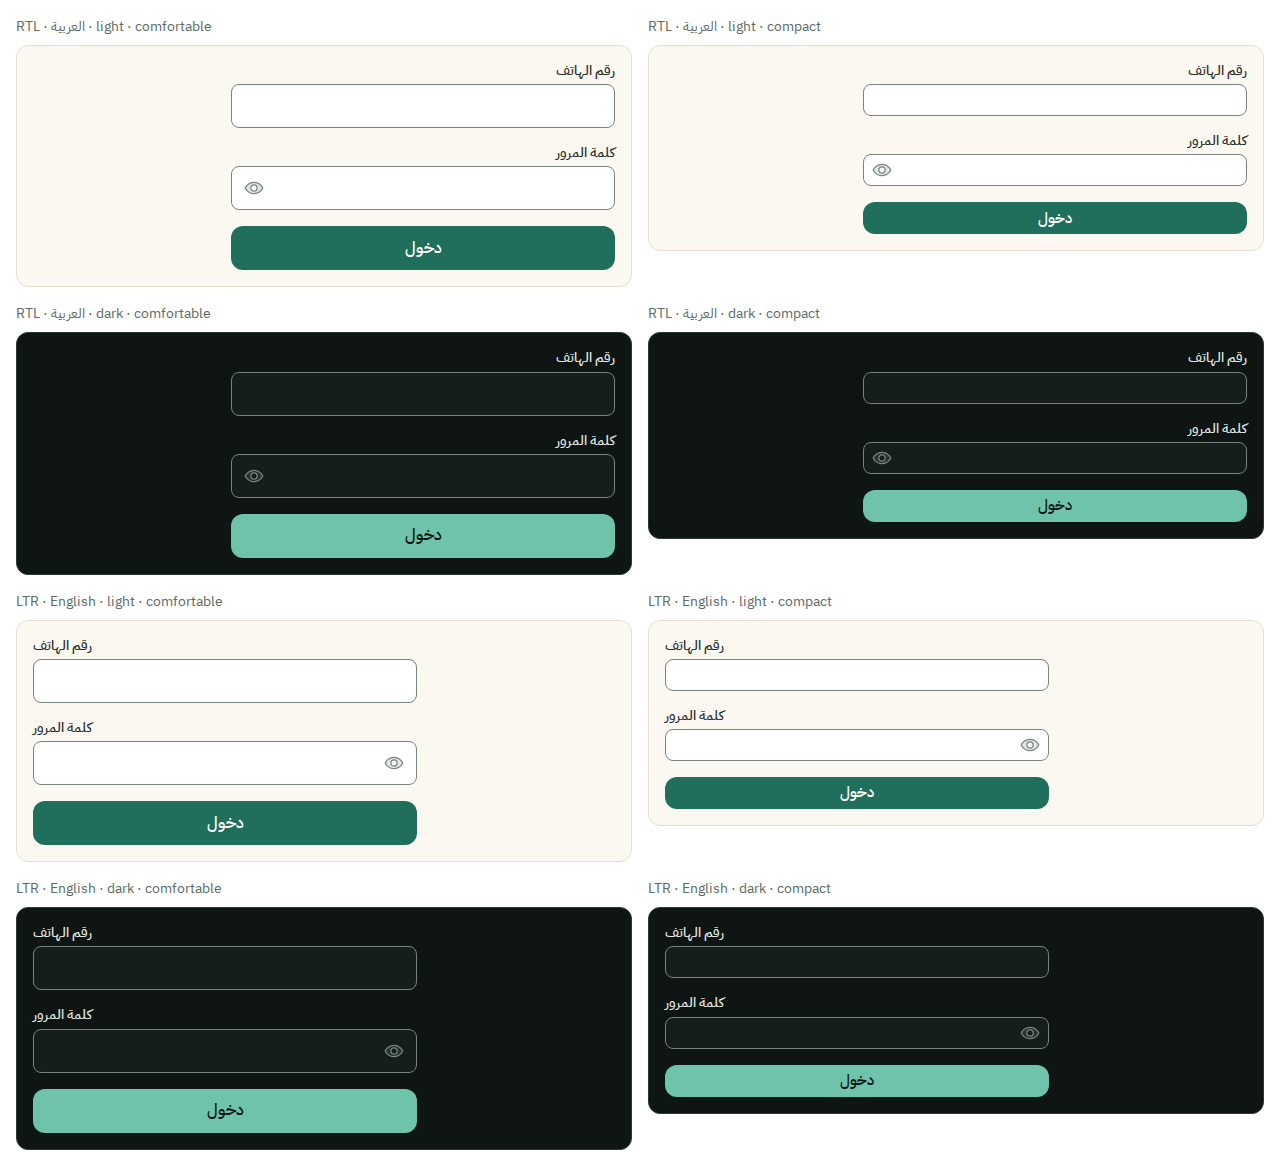 RTL · العربية · light · comfortable
رقم الهاتف
كلمة المرور
دخول
RTL · العربية · light · compact
رقم الهاتف
كلمة المرور
دخول
RTL · العربية · dark · comfortable
رقم الهاتف
كلمة المرور
دخول
RTL · العربية · dark · compact
رقم الهاتف
كلمة المرور
دخول
LTR · English · light · comfortable
رقم الهاتف
كلمة المرور
دخول
LTR · English · light · compact
رقم الهاتف
كلمة المرور
دخول
LTR · English · dark · comfortable
رقم الهاتف
كلمة المرور
دخول
LTR · English · dark · compact
رقم الهاتف
كلمة المرور
دخول